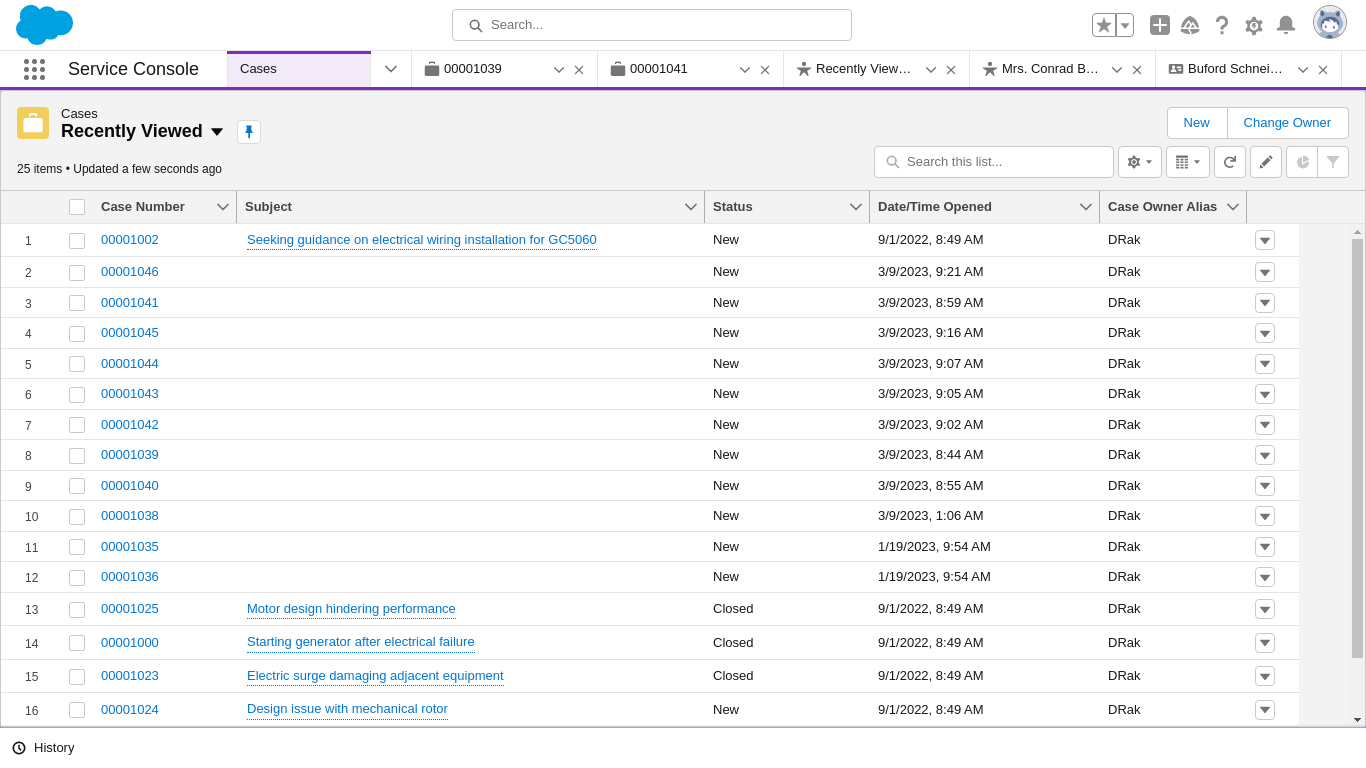 Search...
Service Console
Cases
00001039
00001041
Recently View…
Mrs. Conrad B…
Buford Schnei…
Cases
Recently Viewed
New
Change Owner
25 items • Updated a few seconds ago
Search this list...
Case Number
Subject
Status
Date/Time Opened
Case Owner Alias
1 00001002 Seeking guidance on electrical wiring installation for GC5060 New 9/1/2022, 8:49 AM DRak
2 00001046 New 3/9/2023, 9:21 AM DRak
3 00001041 New 3/9/2023, 8:59 AM DRak
4 00001045 New 3/9/2023, 9:16 AM DRak
5 00001044 New 3/9/2023, 9:07 AM DRak
6 00001043 New 3/9/2023, 9:05 AM DRak
7 00001042 New 3/9/2023, 9:02 AM DRak
8 00001039 New 3/9/2023, 8:44 AM DRak
9 00001040 New 3/9/2023, 8:55 AM DRak
10 00001038 New 3/9/2023, 1:06 AM DRak
11 00001035 New 1/19/2023, 9:54 AM DRak
12 00001036 New 1/19/2023, 9:54 AM DRak
13 00001025 Motor design hindering performance Closed 9/1/2022, 8:49 AM DRak
14 00001000 Starting generator after electrical failure Closed 9/1/2022, 8:49 AM DRak
15 00001023 Electric surge damaging adjacent equipment Closed 9/1/2022, 8:49 AM DRak
16 00001024 Design issue with mechanical rotor New 9/1/2022, 8:49 AM DRak
History